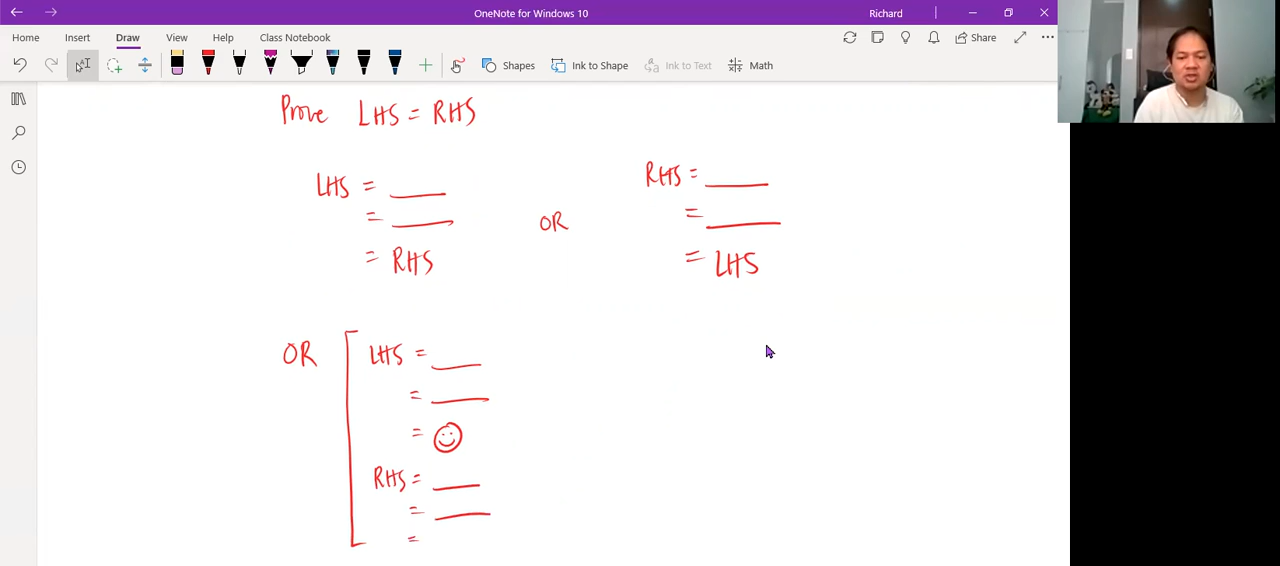 OneNote for Windows 10
Richard
Home Insert Draw View Help Class Notebook
Share
Shapes Ink to Shape Ink to Text Math
Prove LHS = RHS
LHS = ____
= ____
= RHS
OR
RHS = ____
= ____
= LHS
OR
LHS = ____
= ____
= ☺
RHS = ____
= ____
=